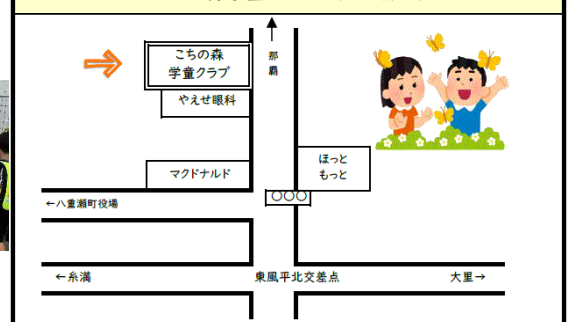 那
覇
こちの森
学童クラブ
やえせ眼科
マクドナルド
ほっと
もっと
○○○
←八重瀬町役場
←糸満
東風平北交差点
大里→